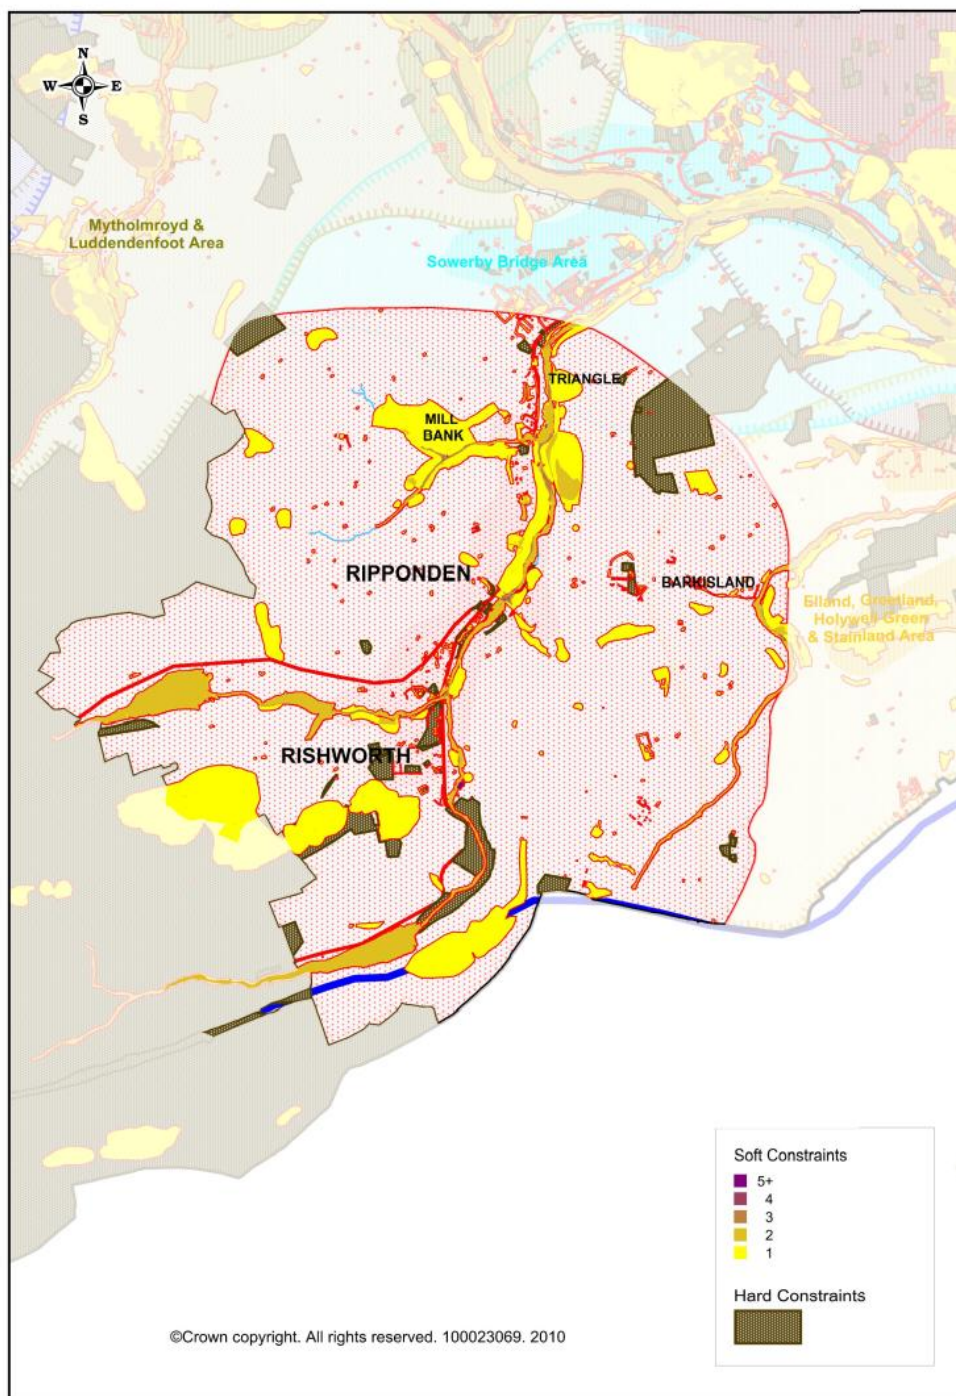 N
W E
S
Mytholmroyd &
Luddendenfoot Area
Sowerby Bridge Area
TRIANGLE
MILL
BANK
RIPPONDEN
BARKISLAND
Elland, Greetland,
Holywell Green
& Stainland Area
RISHWORTH
Soft Constraints
5+
4
3
2
1
Hard Constraints
©Crown copyright. All rights reserved. 100023069. 2010